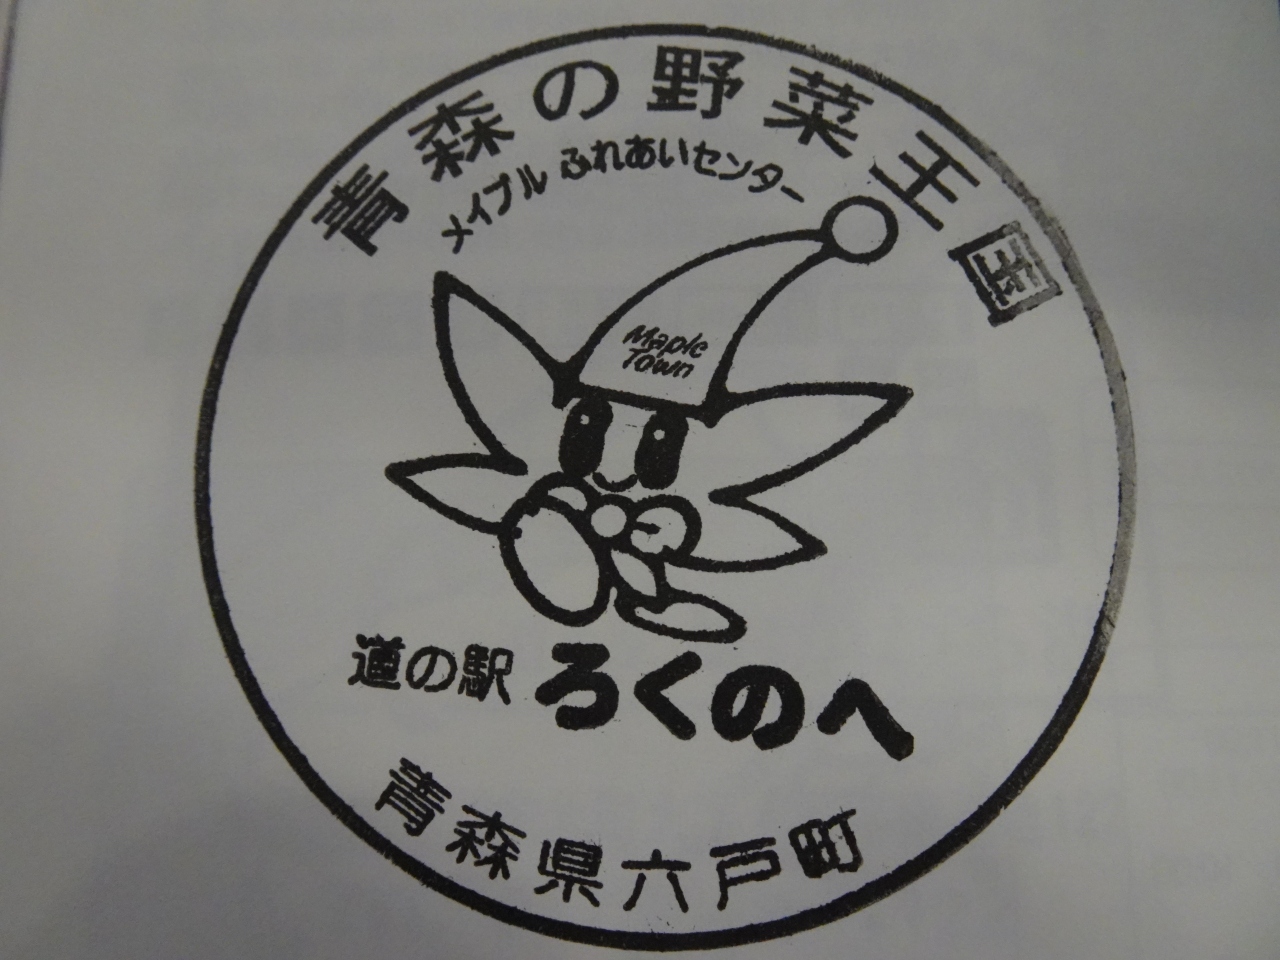 青森の野菜王国
メイプル ふれあいセンター
Maple
Town
道の駅 ろくのへ
青森県六戸町